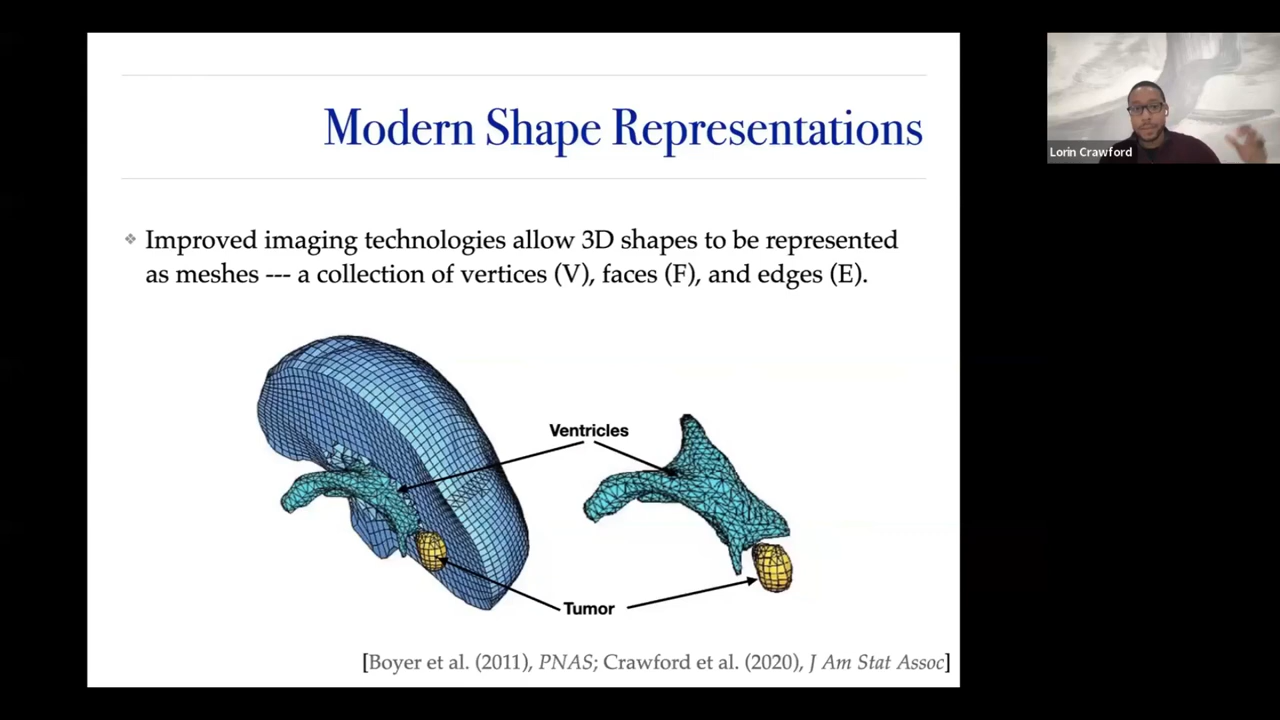 Modern Shape Representations
❖ Improved imaging technologies allow 3D shapes to be represented
as meshes --- a collection of vertices (V), faces (F), and edges (E).
Ventricles
Tumor
[Boyer et al. (2011), PNAS; Crawford et al. (2020), J Am Stat Assoc]
Lorin Crawford